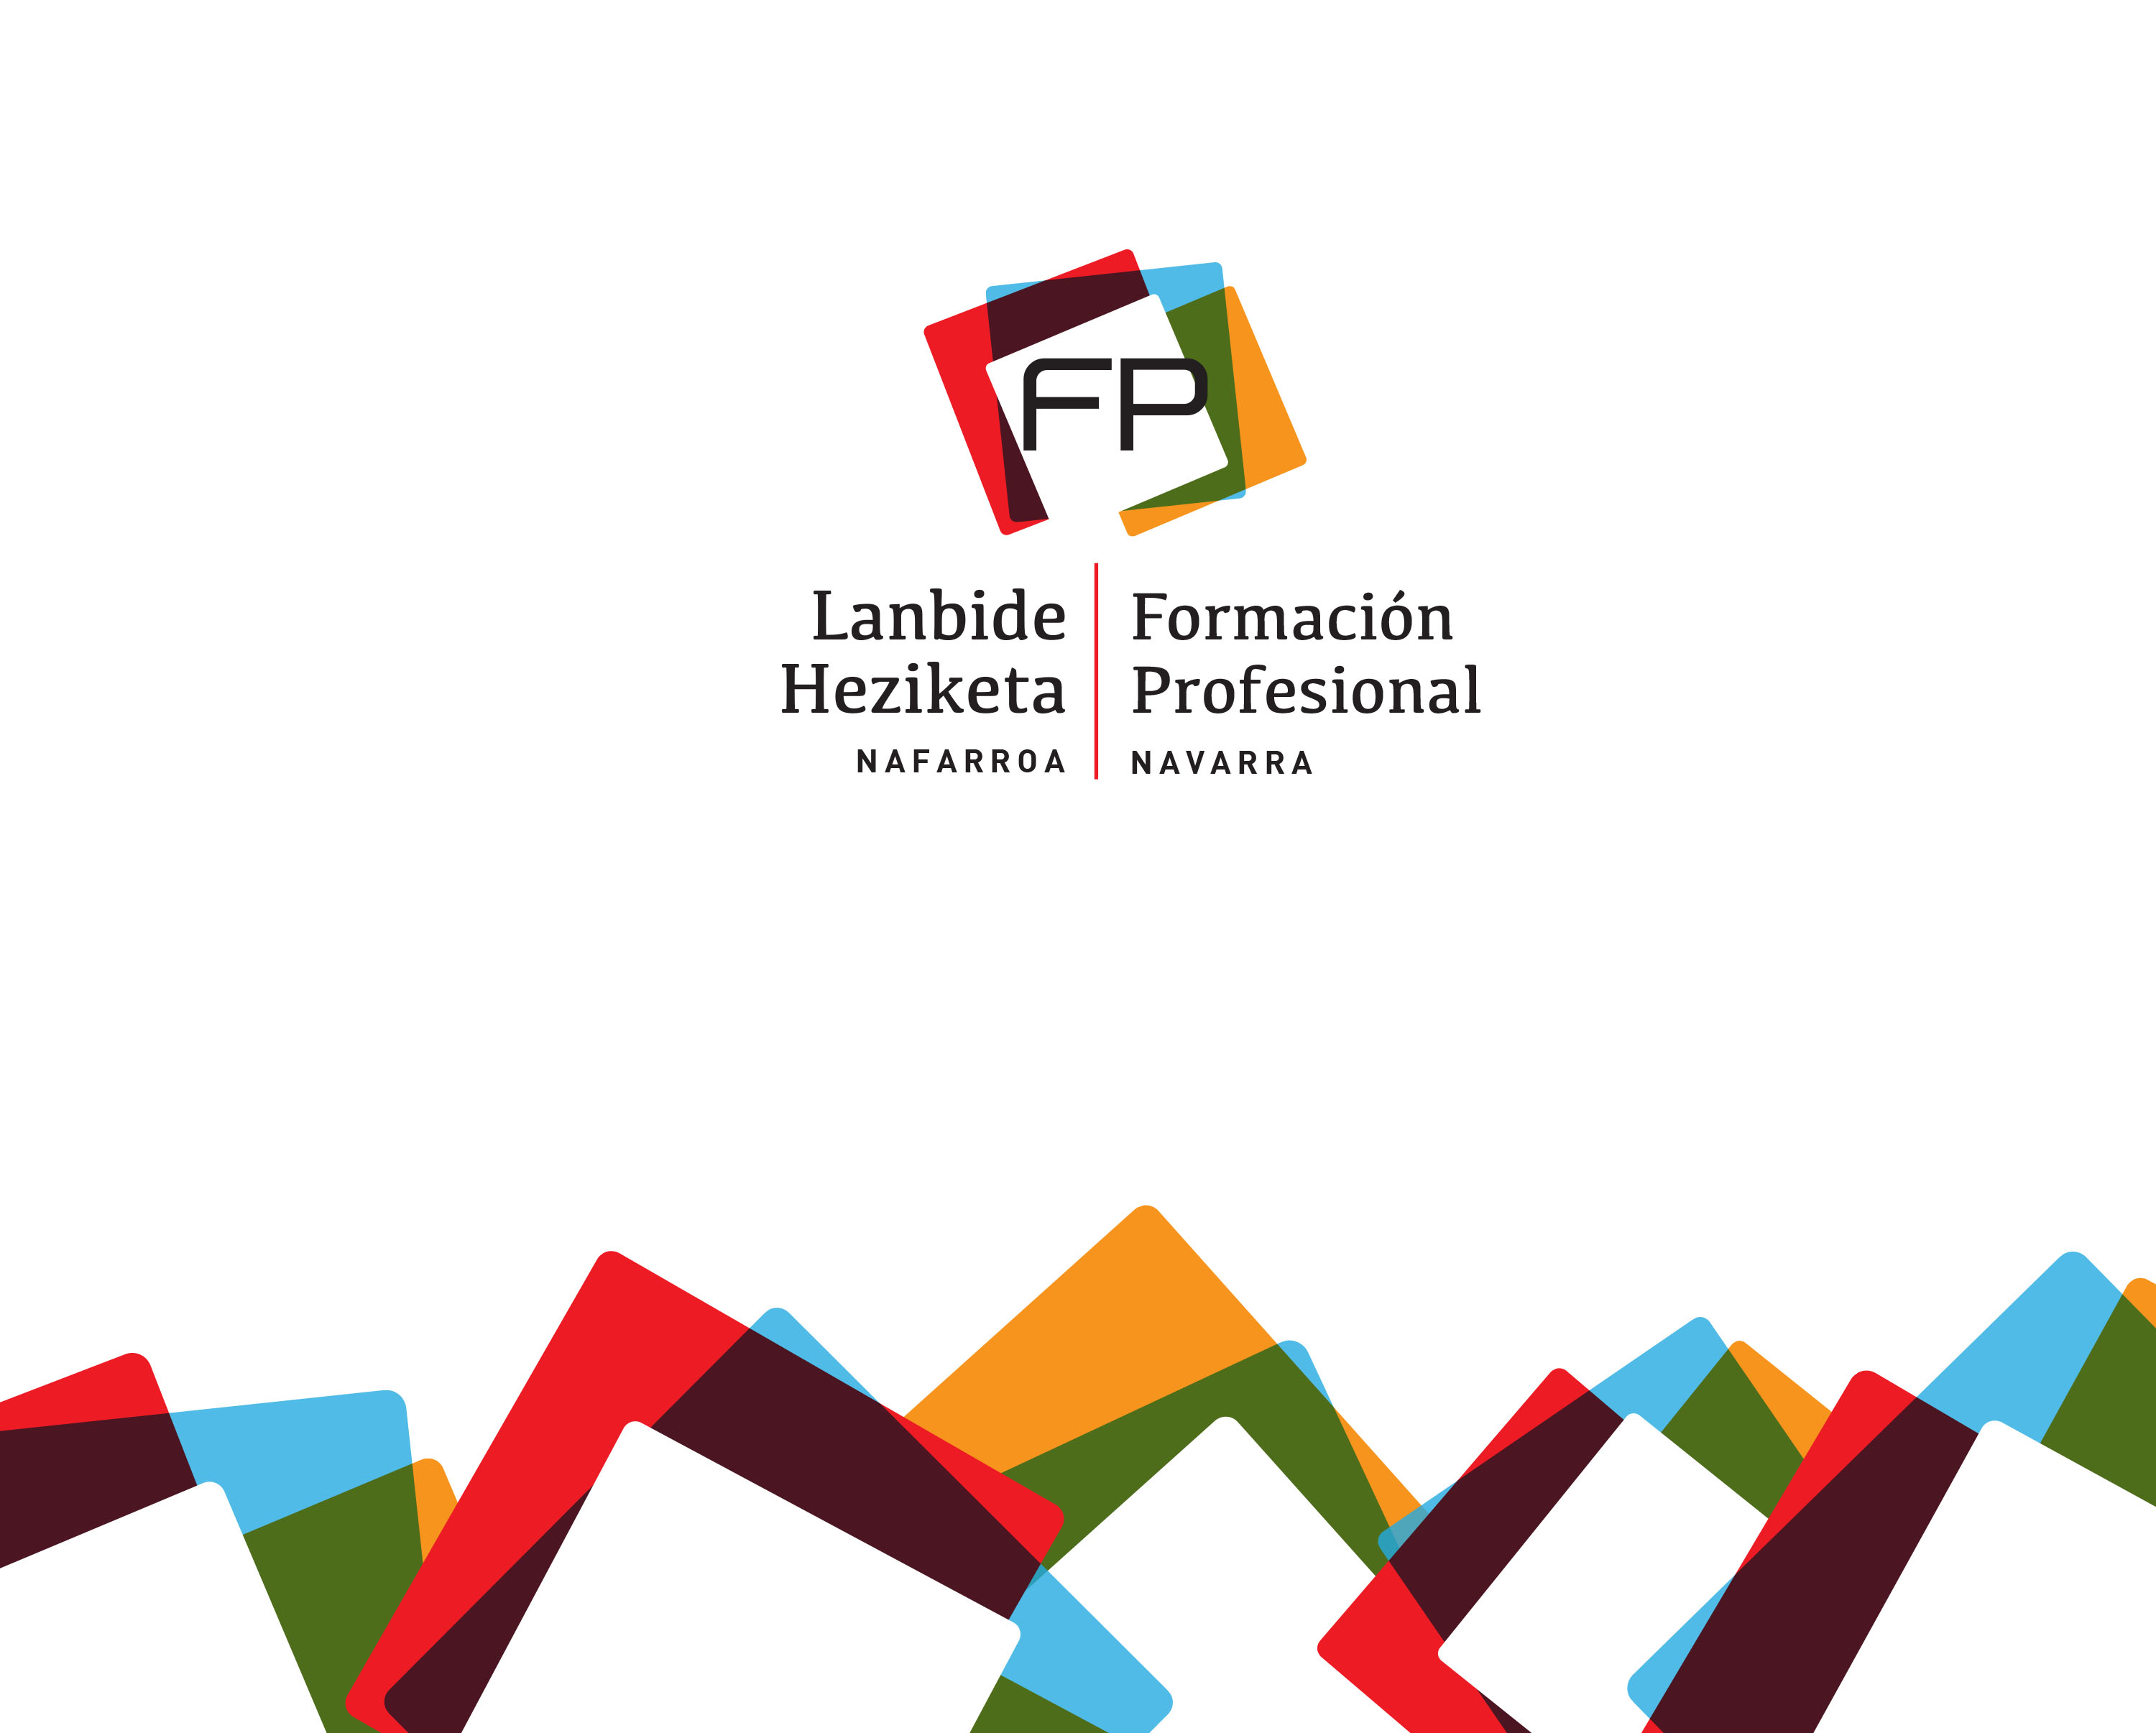 FP
Lanbide
Heziketa
NAFARROA
Formación
Profesional
NAVARRA